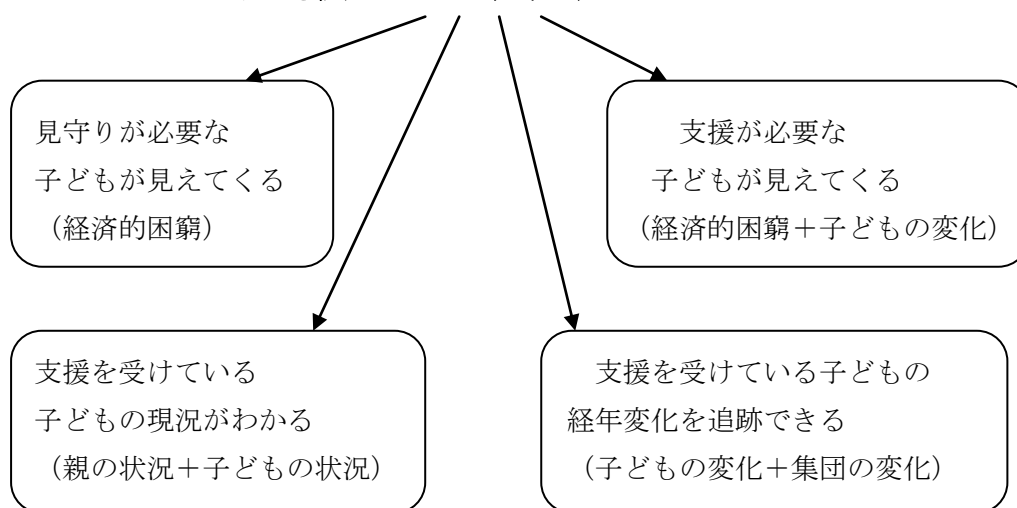 見守りが必要な
子どもが見えてくる
（経済的困窮）
支援が必要な
子どもが見えてくる
（経済的困窮＋子どもの変化）
支援を受けている
子どもの現況がわかる
（親の状況＋子どもの状況）
支援を受けている子どもの
経年変化を追跡できる
（子どもの変化＋集団の変化）